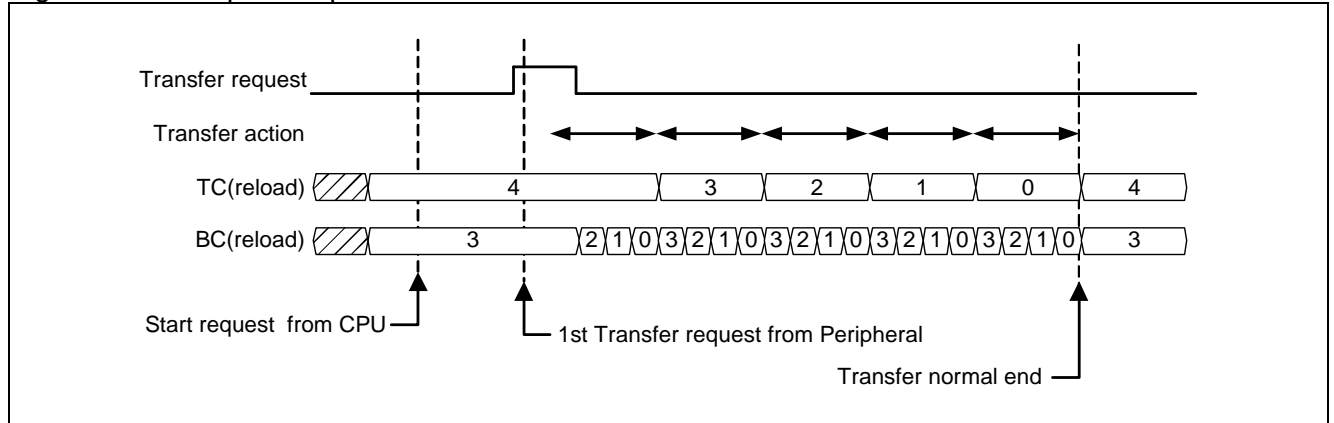 Transfer request
Transfer action
TC(reload) 4 3 2 1 0 4
BC(reload) 3 2 1 0 3 2 1 0 3 2 1 0 3 2 1 0 3 2 1 0 3
Start request from CPU
1st Transfer request from Peripheral
Transfer normal end